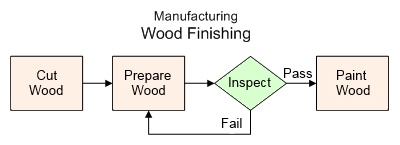 Manufacturing
Wood Finishing
Cut
Wood
Prepare
Wood
Inspect
Pass
Paint
Wood
Fail